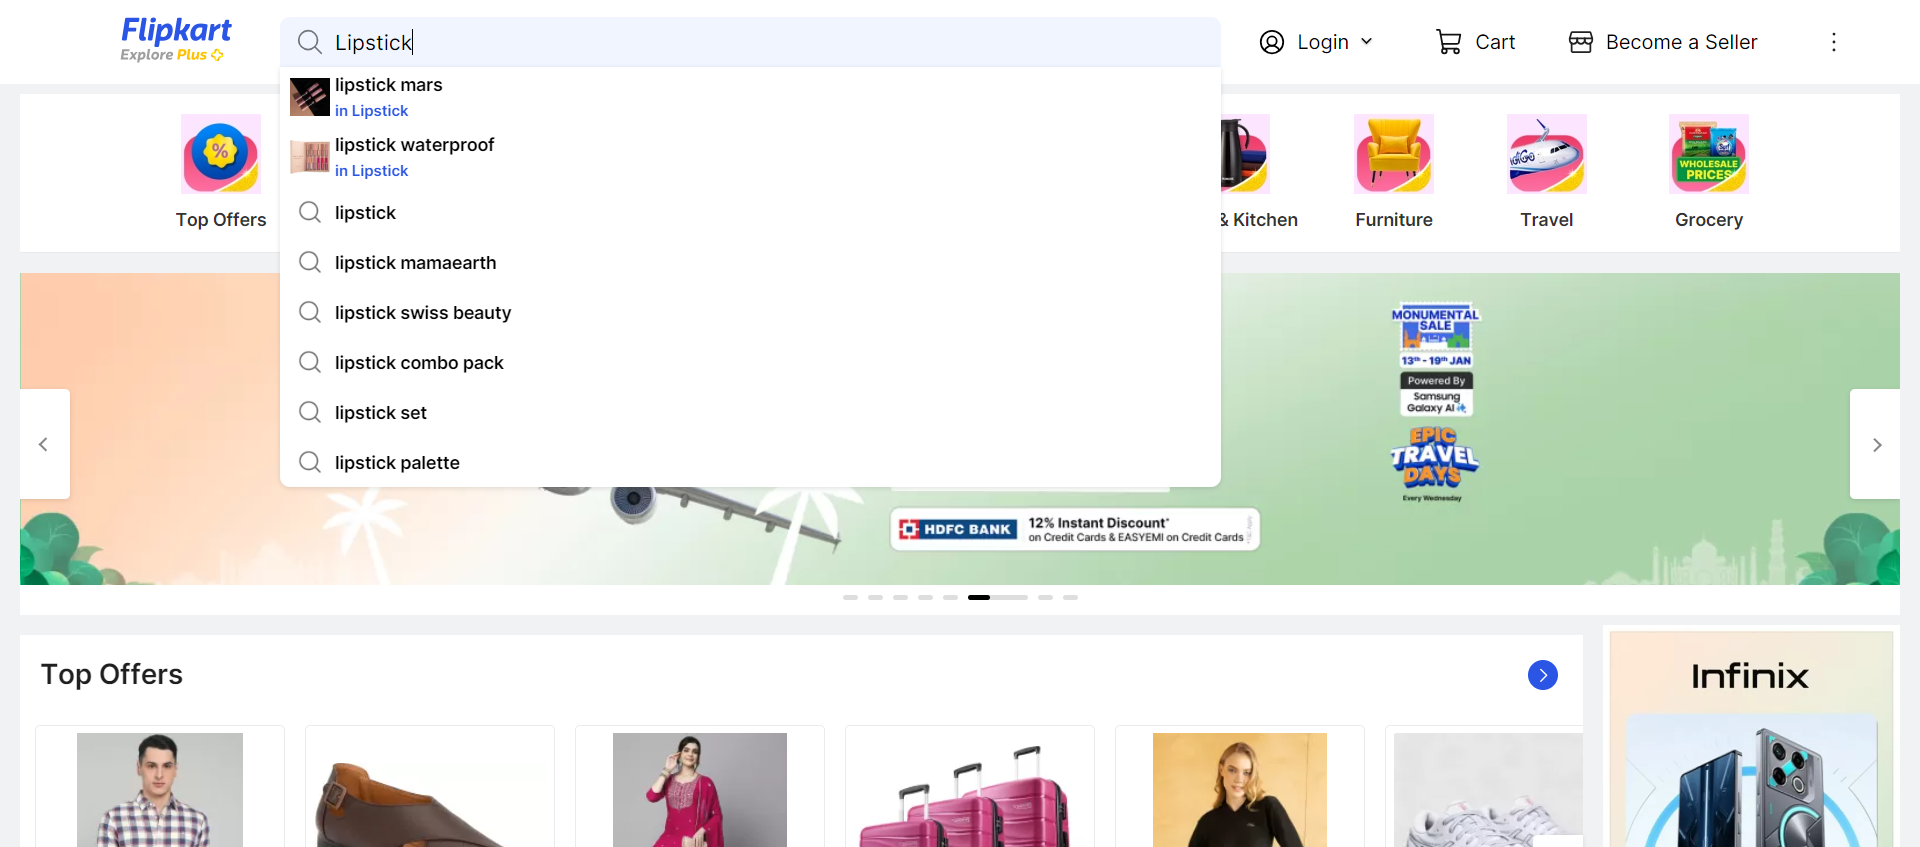 Flipkart
Explore Plus
Lipstick
Login
Cart
Become a Seller
lipstick mars
in Lipstick
lipstick waterproof
in Lipstick
lipstick
lipstick mamaearth
lipstick swiss beauty
lipstick combo pack
lipstick set
lipstick palette
%
Top Offers
& Kitchen
Furniture
IndiGo
Travel
WHOLESALE
PRICES
Grocery
MONUMENTAL
SALE
13th - 19th JAN
Powered By
Samsung
Galaxy AI
EPIC
TRAVEL
DAYS
Every Wednesday
HDFC BANK
12% Instant Discount*
on Credit Cards & EASYEMI on Credit Cards
Top Offers
Infinix